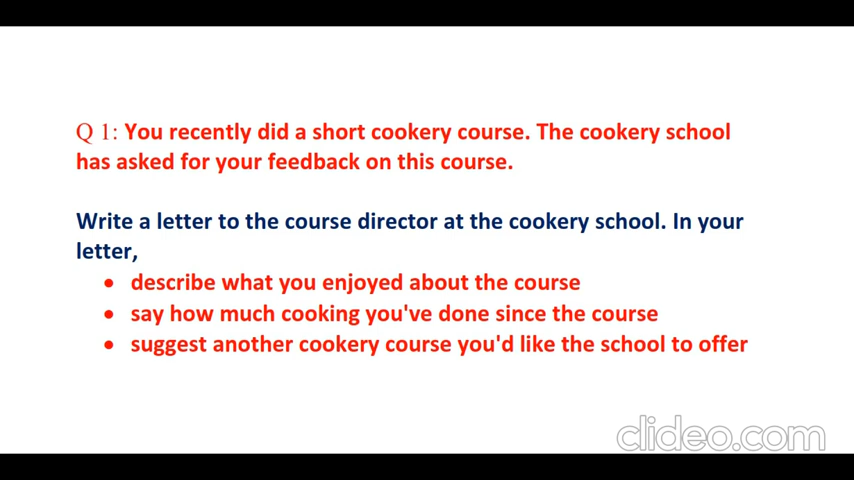 Q 1: You recently did a short cookery course. The cookery school
has asked for your feedback on this course.
Write a letter to the course director at the cookery school. In your
letter,
• describe what you enjoyed about the course
• say how much cooking you've done since the course
• suggest another cookery course you'd like the school to offer
clideo.com